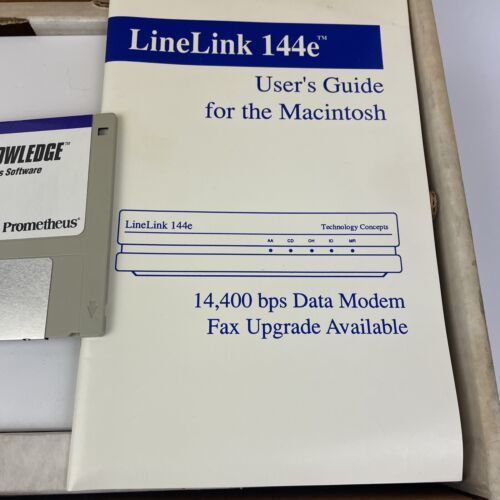 LineLink 144e™
User's Guide
for the Macintosh
OWLEDGE™
s Software
Prometheus®
LineLink 144e
Technology Concepts
AA CD OH MR
14,400 bps Data Modem
Fax Upgrade Available